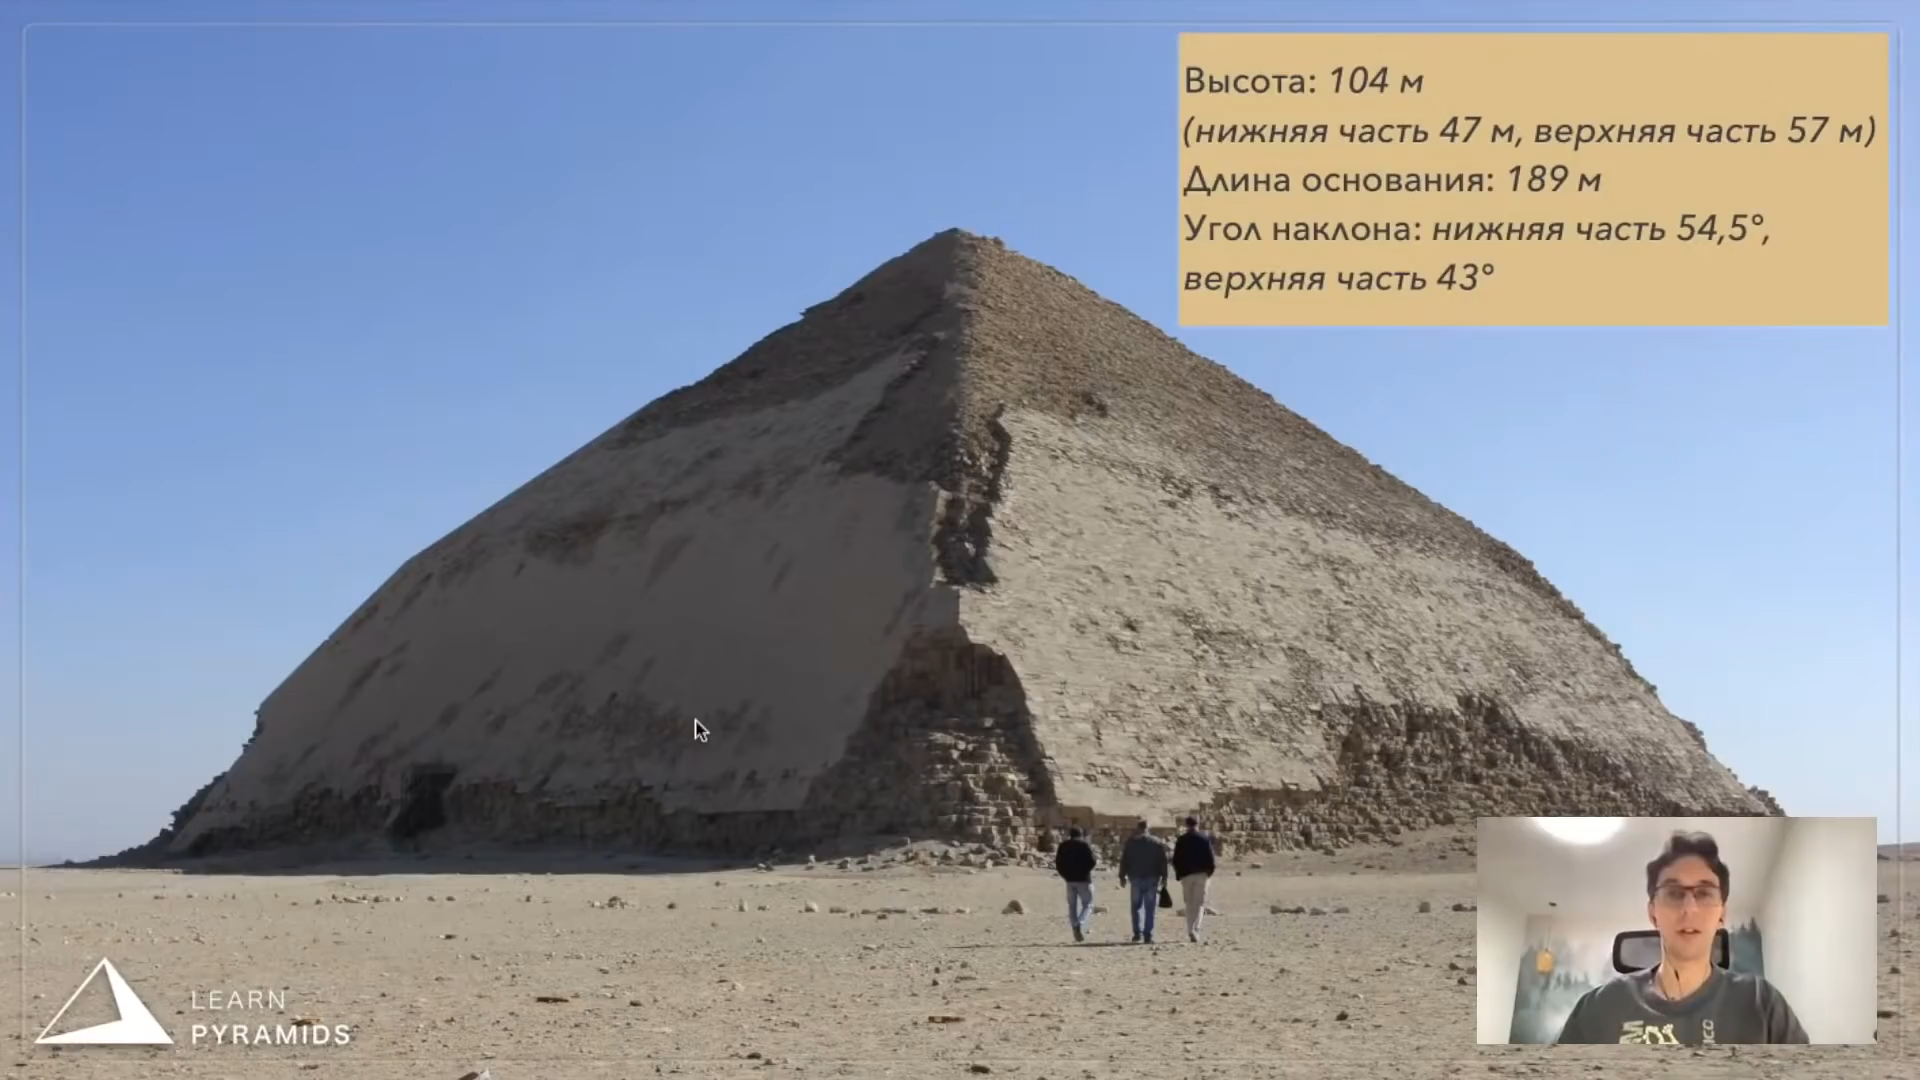 Высота: 104 м
(нижняя часть 47 м, верхняя часть 57 м)
Длина основания: 189 м
Угол наклона: нижняя часть 54,5°,
верхняя часть 43°
LEARN
PYRAMIDS